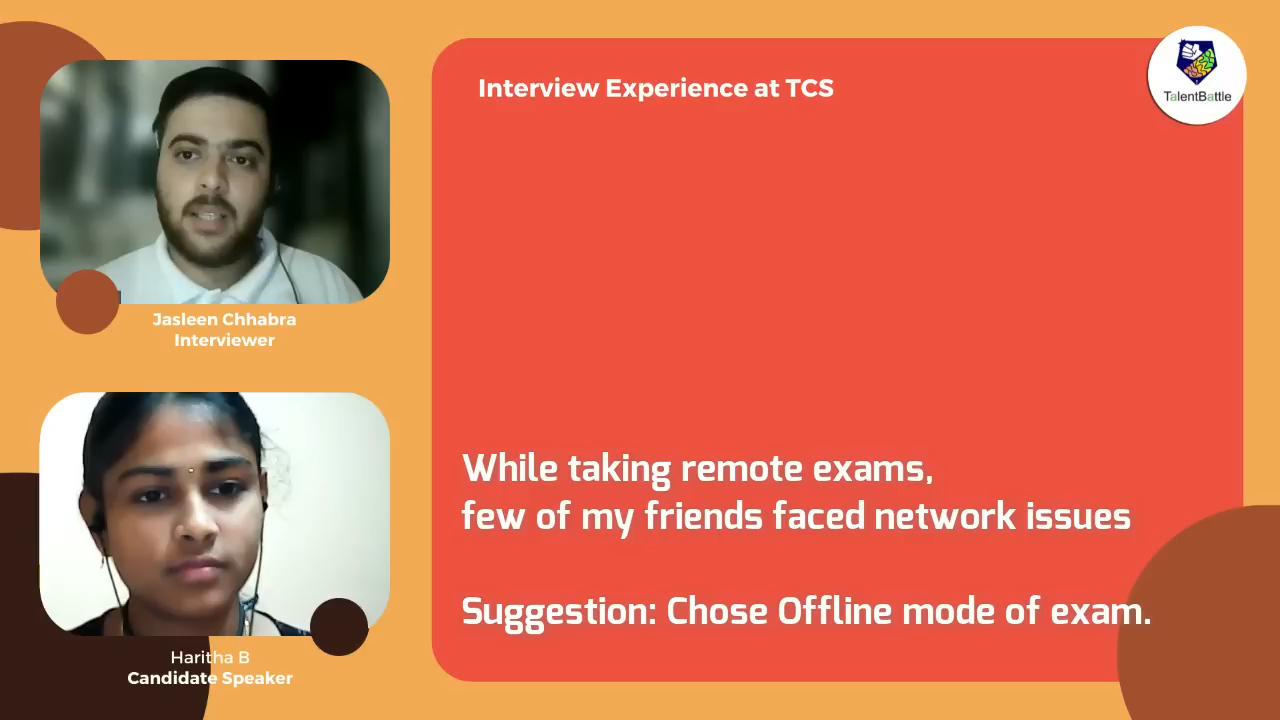 Interview Experience at TCS
TalentBattle
Jasleen Chhabra
Interviewer
While taking remote exams,
few of my friends faced network issues
Suggestion: Chose Offline mode of exam.
Haritha B
Candidate Speaker